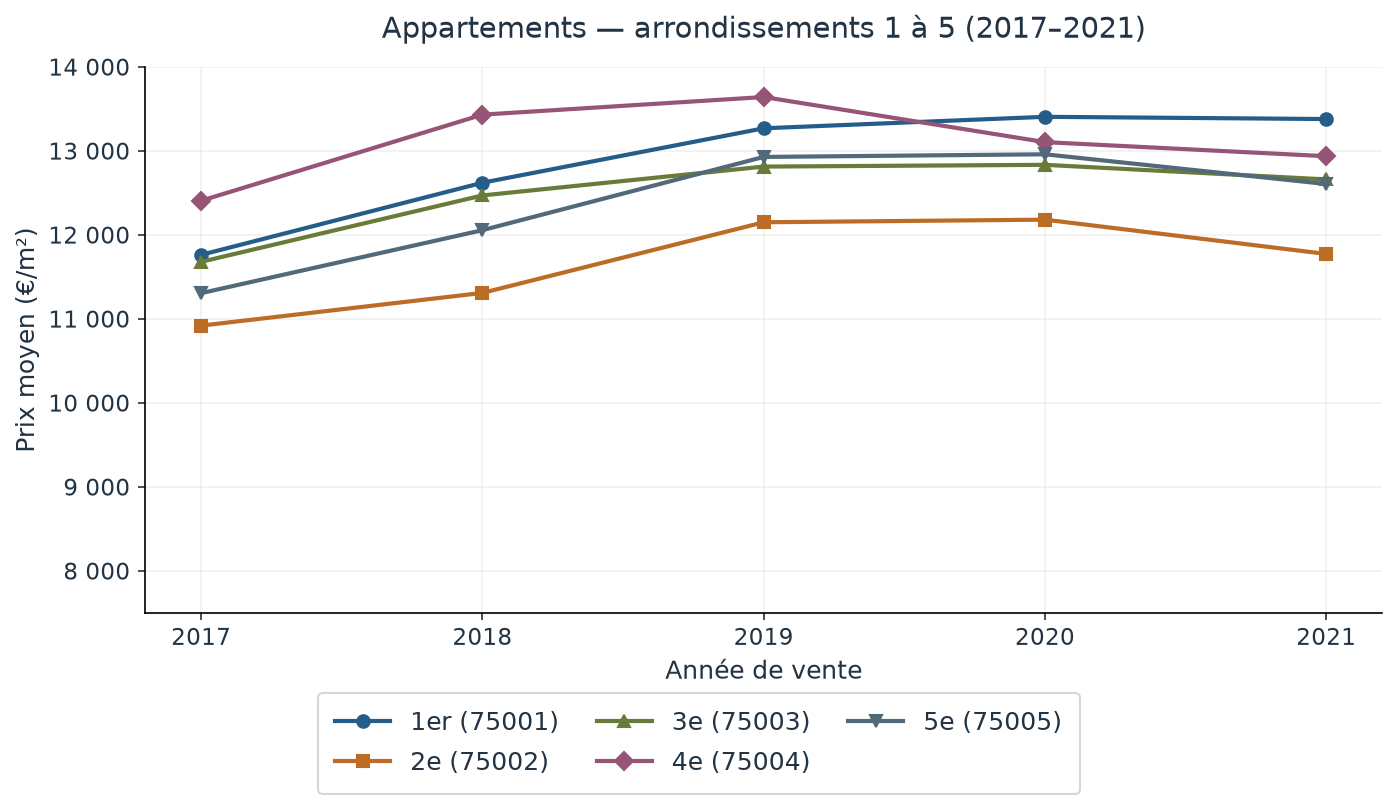 Appartements — arrondissements 1 à 5 (2017–2021)
Prix moyen (€/m²)
14 000
13 000
12 000
11 000
10 000
9 000
8 000
2017 2018 2019 2020 2021
Année de vente
1er (75001) 3e (75003) 5e (75005)
2e (75002) 4e (75004)